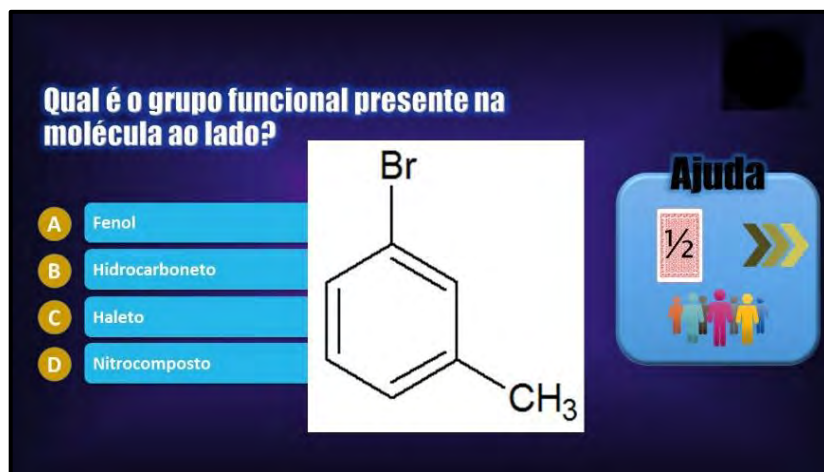 Qual é o grupo funcional presente na
molécula ao lado?
A Fenol
B Hidrocarboneto
C Haleto
D Nitrocomposto
Br
CH3
Ajuda
½